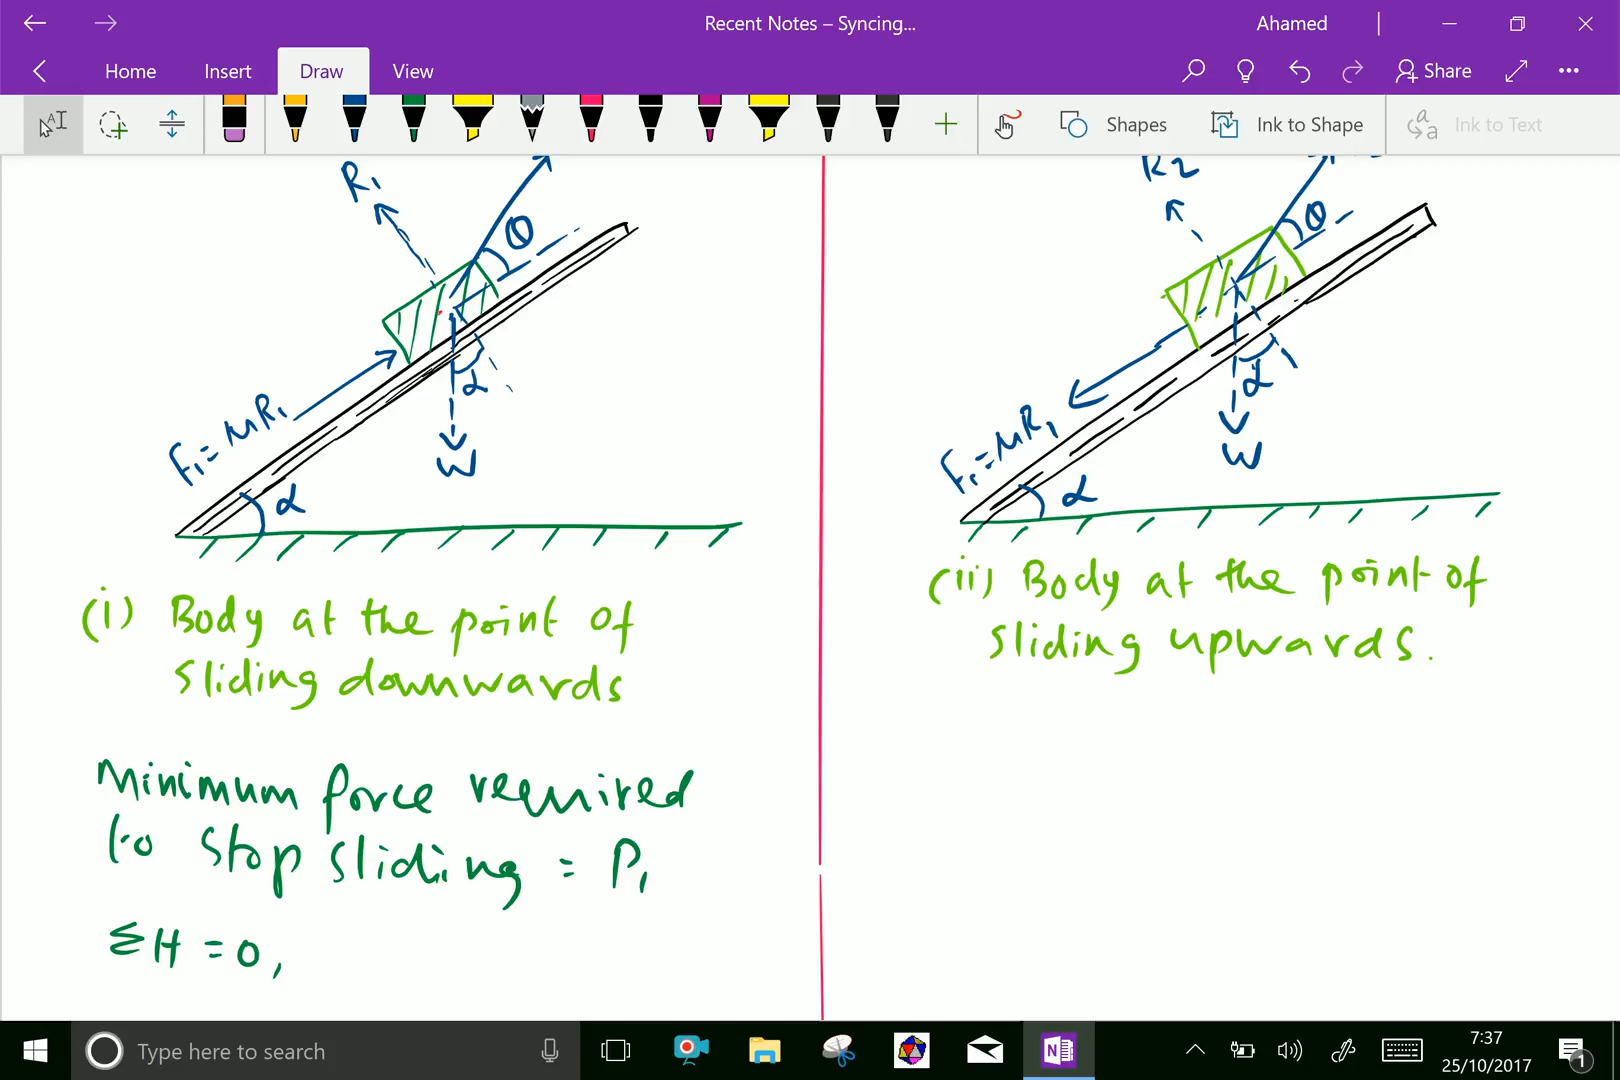 Recent Notes – Syncing...
Ahamed
Home
Insert
Draw
View
Share
Shapes
Ink to Shape
Ink to Text
R₁
θ
F₁ = μR₁
α
W
α
(i) Body at the point of
sliding downwards
Minimum force required
to stop sliding = P₁
ΣH = 0,
R2
θ
F₁ = μR₁
α
W
α
(ii) Body at the point of
sliding upwards.
Type here to search
7:37
25/10/2017
1